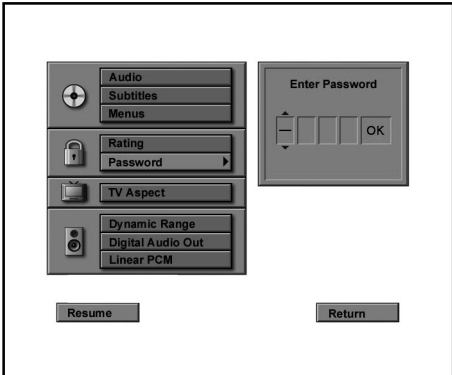 Audio
Subtitles
Menus
Rating
Password
TV Aspect
Dynamic Range
Digital Audio Out
Linear PCM
Enter Password
OK
Resume
Return